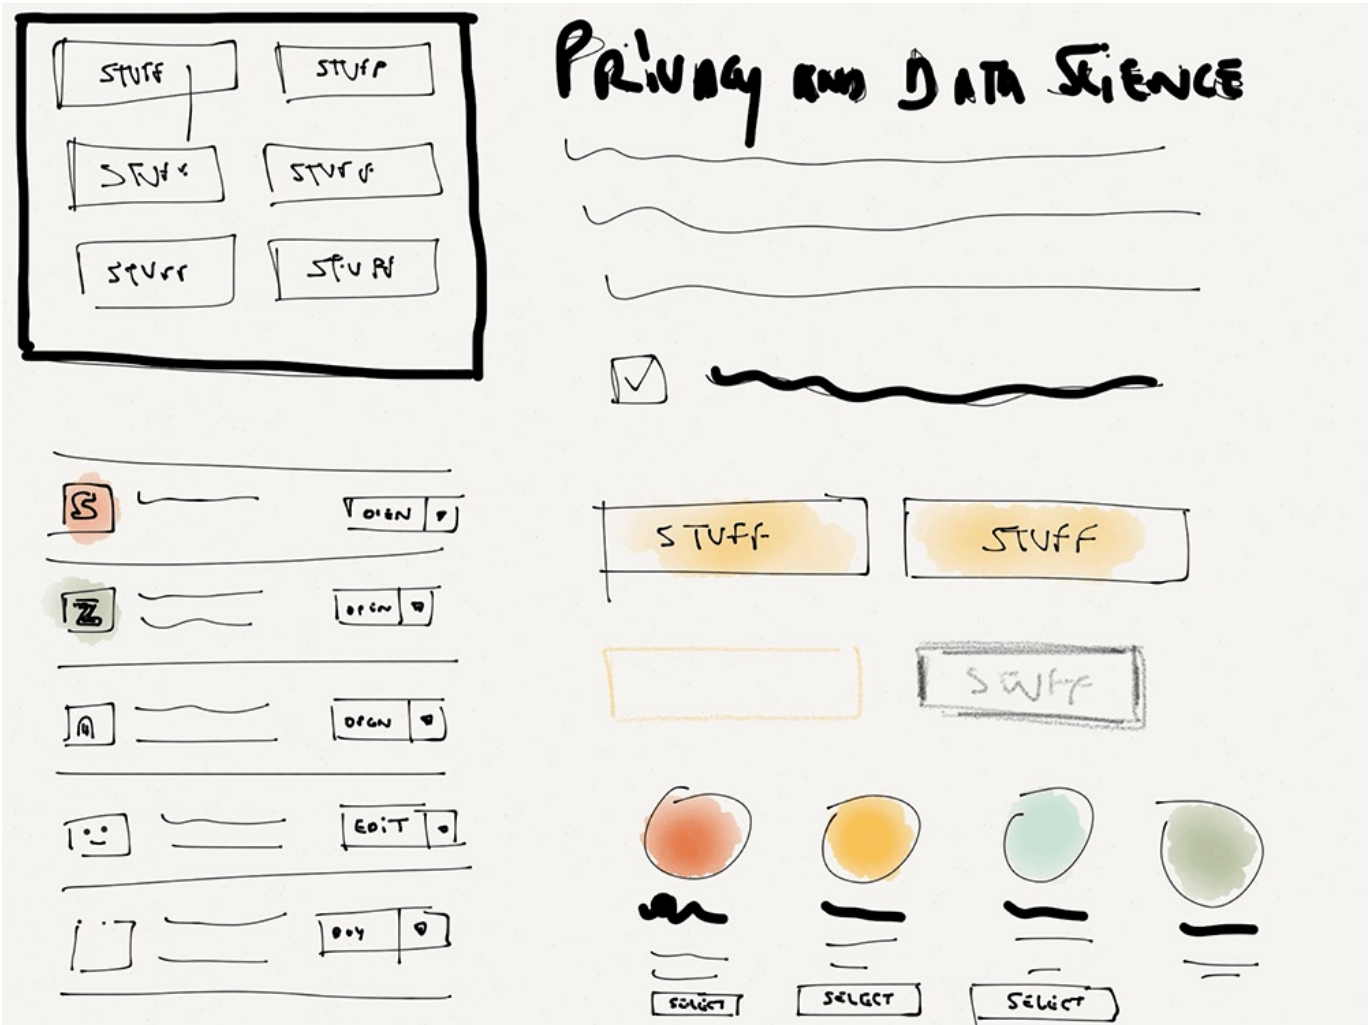 PRIVACY AND DATA SCIENCE
STUFF STUFF
STUFF STUFF
STUFF STUFF
S OPEN
Z OPEN
OPEN
EDIT
BUY
STUFF STUFF
STUFF
SELECT SELECT SELECT